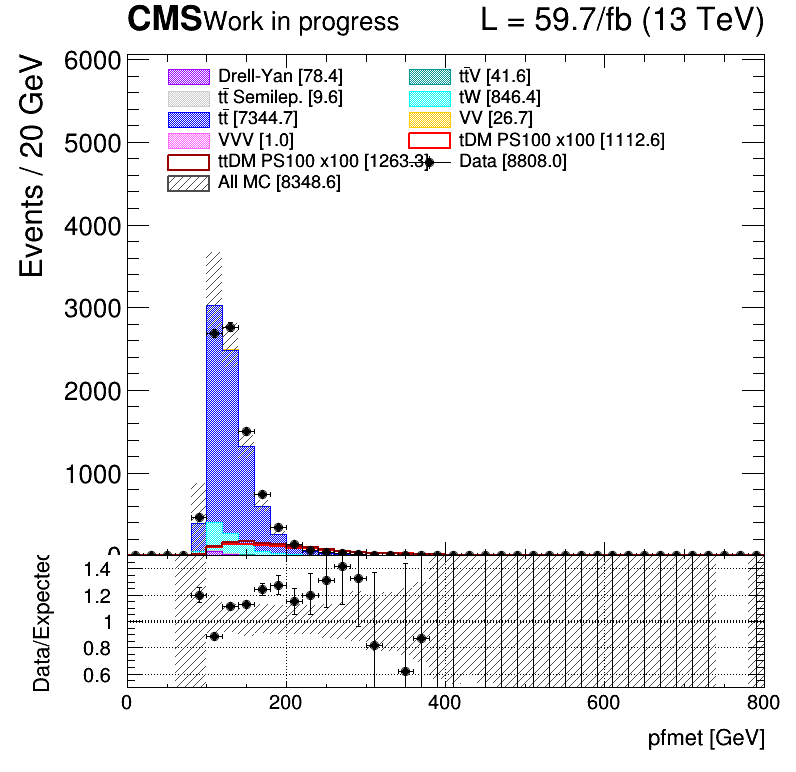 CMS Work in progress L = 59.7/fb (13 TeV)
Events / 20 GeV
6000
5000
4000
3000
2000
1000
0
Drell-Yan [78.4] tt̄V [41.6]
tt̄ Semilep. [9.6] tW [846.4]
tt̄ [7344.7] VV [26.7]
VVV [1.0] tDM PS100 x100 [1112.6]
ttDM PS100 x100 [1263.3] Data [8808.0]
All MC [8348.6]
Data/Expected
1.4
1.2
1
0.8
0.6
0 200 400 600 800
pfmet [GeV]